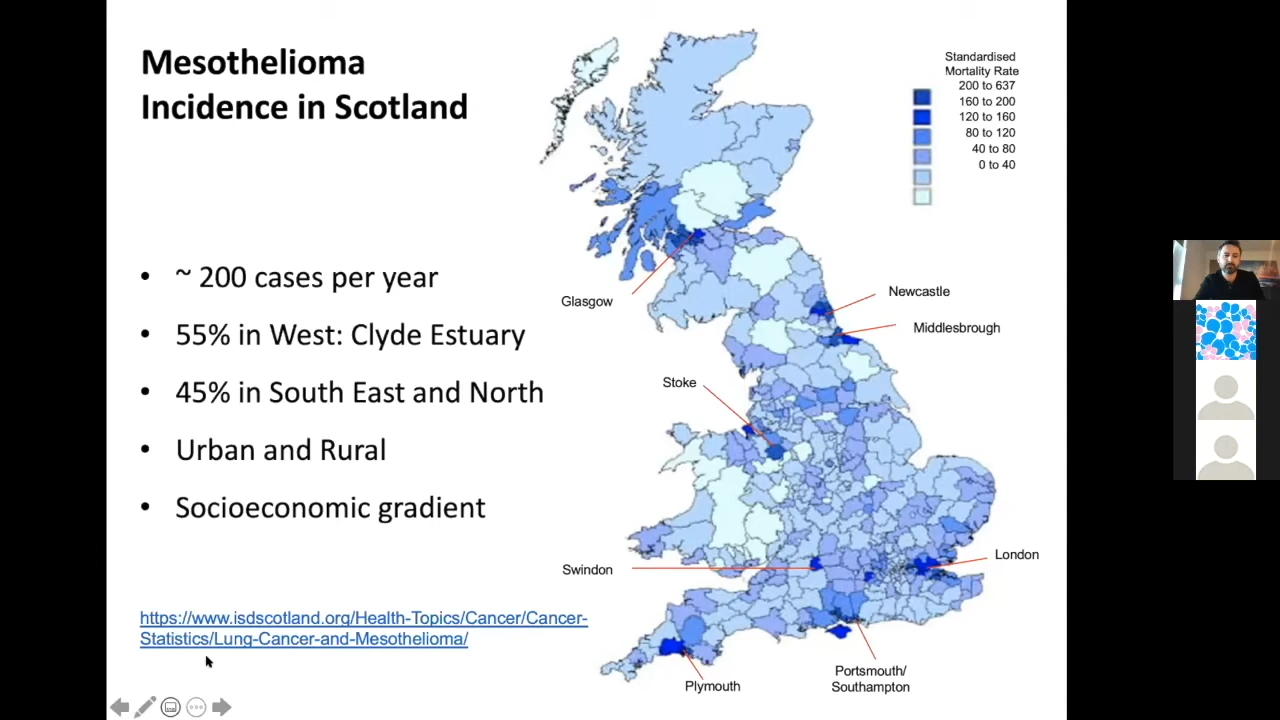 Mesothelioma
Incidence in Scotland
• ~ 200 cases per year
• 55% in West: Clyde Estuary
• 45% in South East and North
• Urban and Rural
• Socioeconomic gradient
https://www.isdscotland.org/Health-Topics/Cancer/Cancer-
Statistics/Lung-Cancer-and-Mesothelioma/
Standardised
Mortality Rate
200 to 637
160 to 200
120 to 160
80 to 120
40 to 80
0 to 40
Glasgow
Newcastle
Middlesbrough
Stoke
Swindon
London
Portsmouth/
Southampton
Plymouth